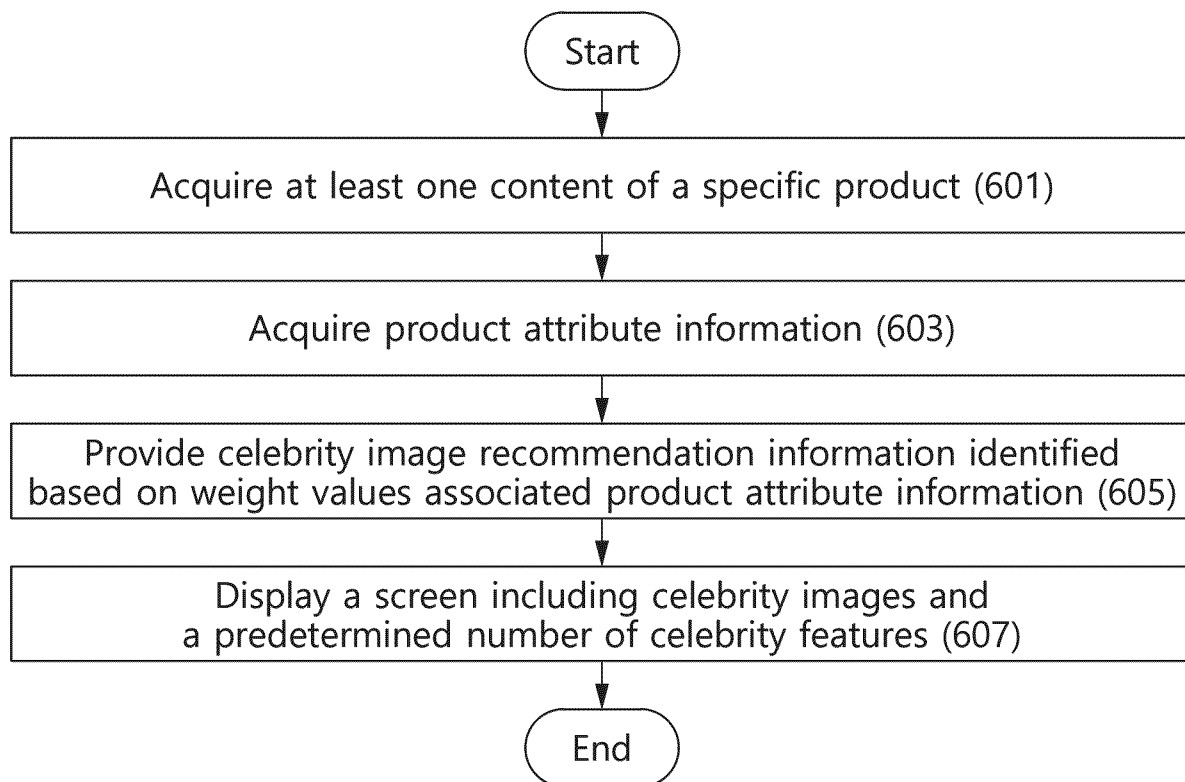 Start
Acquire at least one content of a specific product (601)
Acquire product attribute information (603)
Provide celebrity image recommendation information identified
based on weight values associated product attribute information (605)
Display a screen including celebrity images and
a predetermined number of celebrity features (607)
End